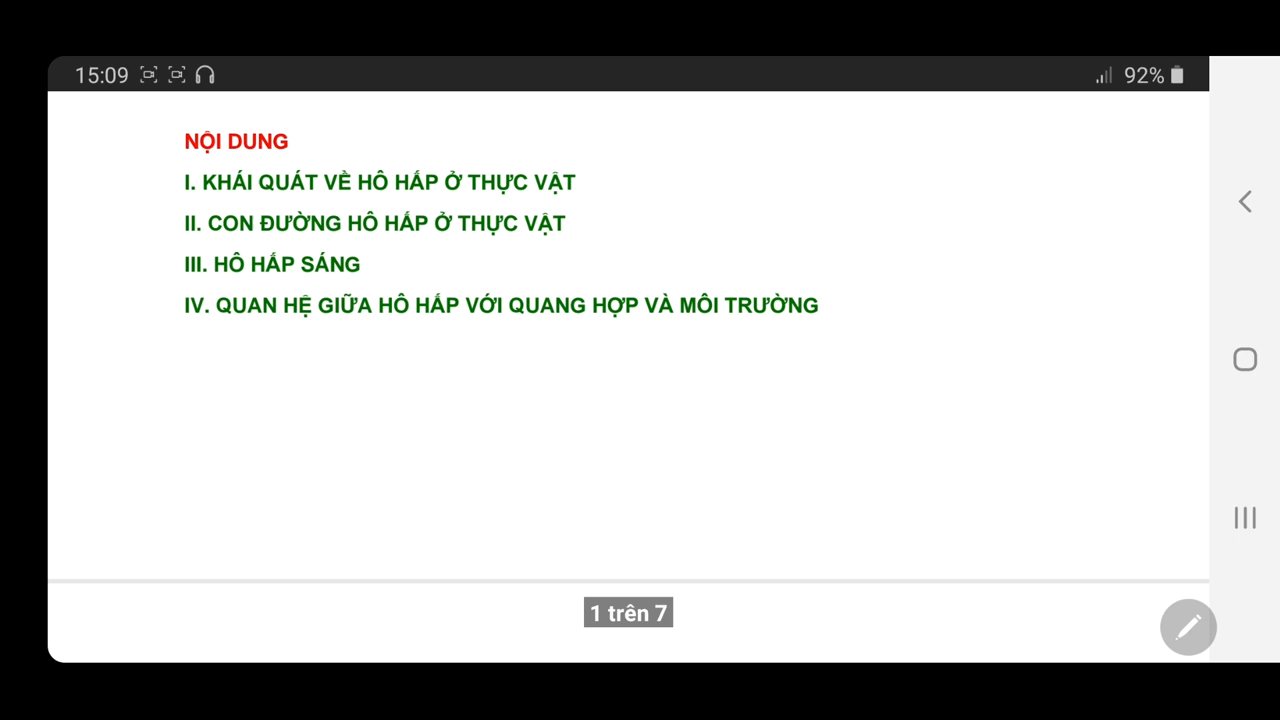 15:09 92%
NỘI DUNG
I. KHÁI QUÁT VỀ HÔ HẤP Ở THỰC VẬT
II. CON ĐƯỜNG HÔ HẤP Ở THỰC VẬT
III. HÔ HẤP SÁNG
IV. QUAN HỆ GIỮA HÔ HẤP VỚI QUANG HỢP VÀ MÔI TRƯỜNG
1 trên 7